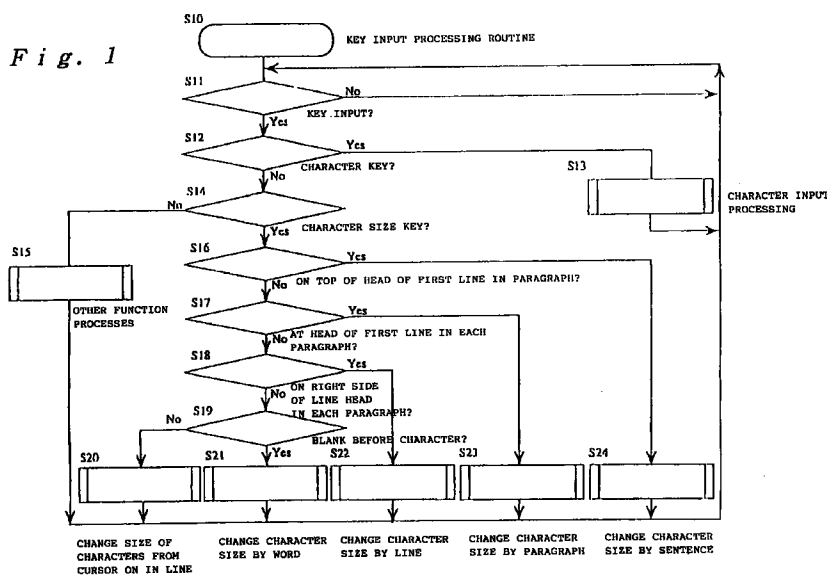 Fig. 1
S10
KEY INPUT PROCESSING ROUTINE
S11
No
Yes
KEY INPUT?
S12
Yes
CHARACTER KEY?
No
S13
CHARACTER INPUT
PROCESSING
S14
No
Yes
CHARACTER SIZE KEY?
S15
OTHER FUNCTION
PROCESSES
S16
Yes
No
ON TOP OF HEAD OF FIRST LINE IN PARAGRAPH?
S17
Yes
No
AT HEAD OF FIRST LINE IN EACH
PARAGRAPH?
S18
Yes
No
ON RIGHT SIDE
OF LINE HEAD
IN EACH PARAGRAPH?
S19
No
BLANK BEFORE CHARACTER?
Yes
S20
S21
S22
S23
S24
CHANGE SIZE OF
CHARACTERS FROM
CURSOR ON IN LINE
CHANGE CHARACTER
SIZE BY WORD
CHANGE CHARACTER
SIZE BY LINE
CHANGE CHARACTER
SIZE BY PARAGRAPH
CHANGE CHARACTER
SIZE BY SENTENCE